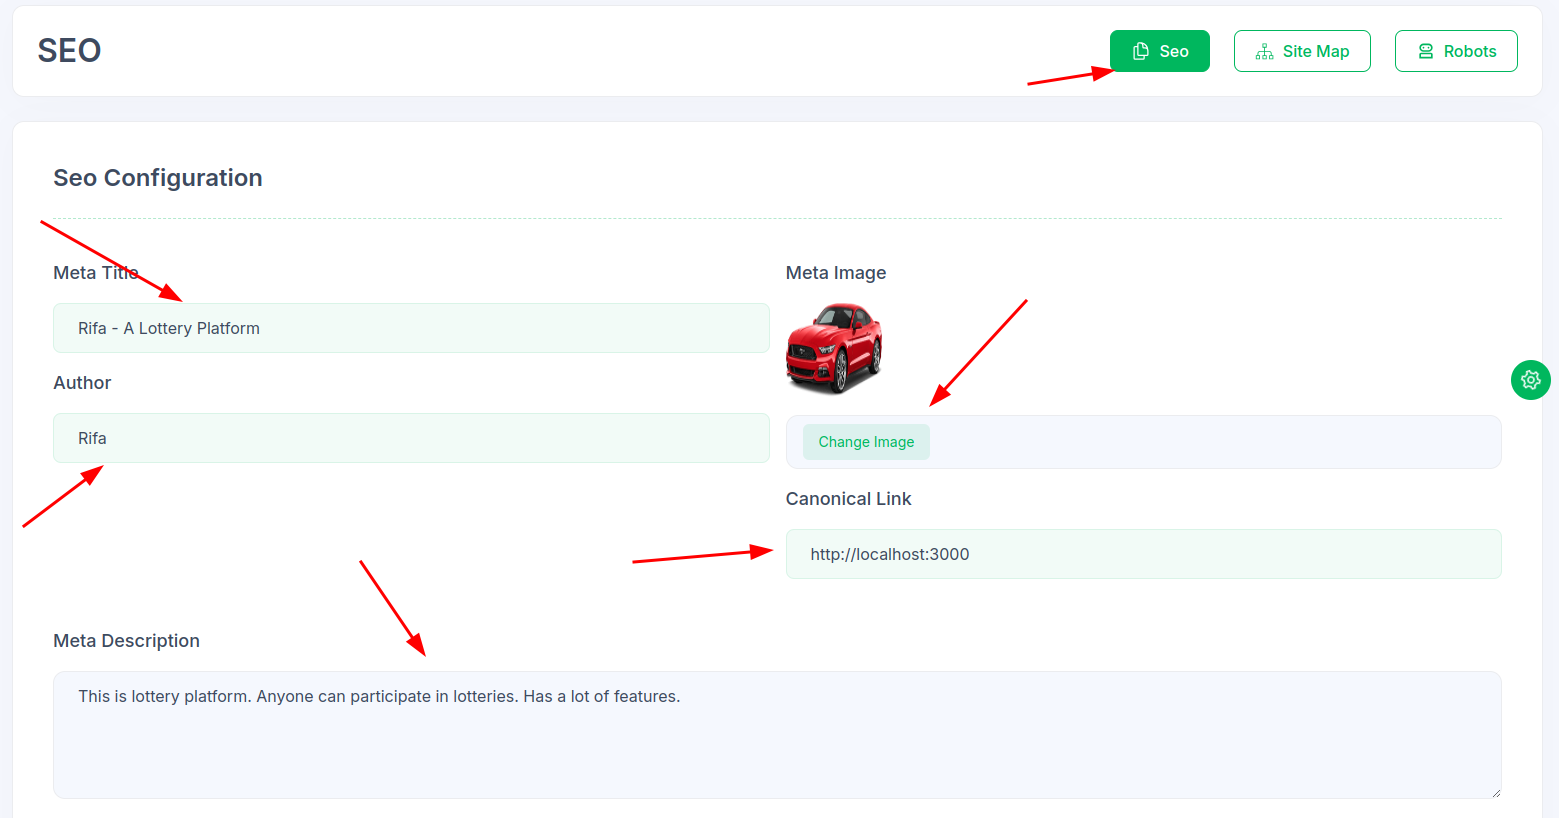 SEO
Seo
Site Map
Robots
Seo Configuration
Meta Title
Rifa - A Lottery Platform
Author
Rifa
Meta Image
Change Image
Canonical Link
http://localhost:3000
Meta Description
This is lottery platform. Anyone can participate in lotteries. Has a lot of features.